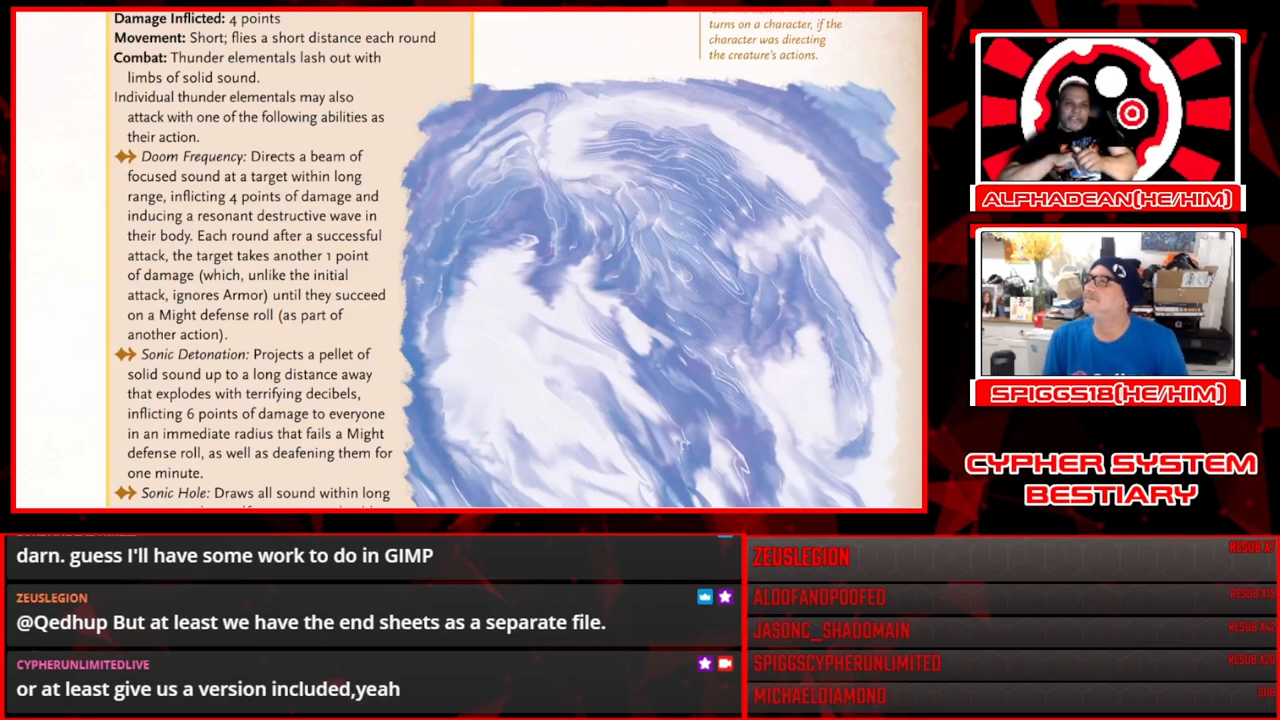 Damage Inflicted: 4 points
Movement: Short; flies a short distance each round
Combat: Thunder elementals lash out with
limbs of solid sound.
Individual thunder elementals may also
attack with one of the following abilities as
their action.
Doom Frequency: Directs a beam of
focused sound at a target within long
range, inflicting 4 points of damage and
inducing a resonant destructive wave in
their body. Each round after a successful
attack, the target takes another 1 point
of damage (which, unlike the initial
attack, ignores Armor) until they succeed
on a Might defense roll (as part of
another action).
Sonic Detonation: Projects a pellet of
solid sound up to a long distance away
that explodes with terrifying decibels,
inflicting 6 points of damage to everyone
in an immediate radius that fails a Might
defense roll, as well as deafening them for
one minute.
Sonic Hole: Draws all sound within long
turns on a character, if the
character was directing
the creature's actions.
ALPHADEAN(HE/HIM)
SPIGGS18(HE/HIM)
CYPHER SYSTEM
BESTIARY
darn. guess I'll have some work to do in GIMP
ZEUSLEGION
@Qedhup But at least we have the end sheets as a separate file.
CYPHERUNLIMITEDLIVE
or at least give us a version included,yeah
ZEUSLEGION RESUB X7
ALOOFANDPOOFED RESUB X18
JASONC_SHADOMAIN RESUB X42
SPIGGSCYPHERUNLIMITED RESUB X20
MICHAELDIAMOND SUB